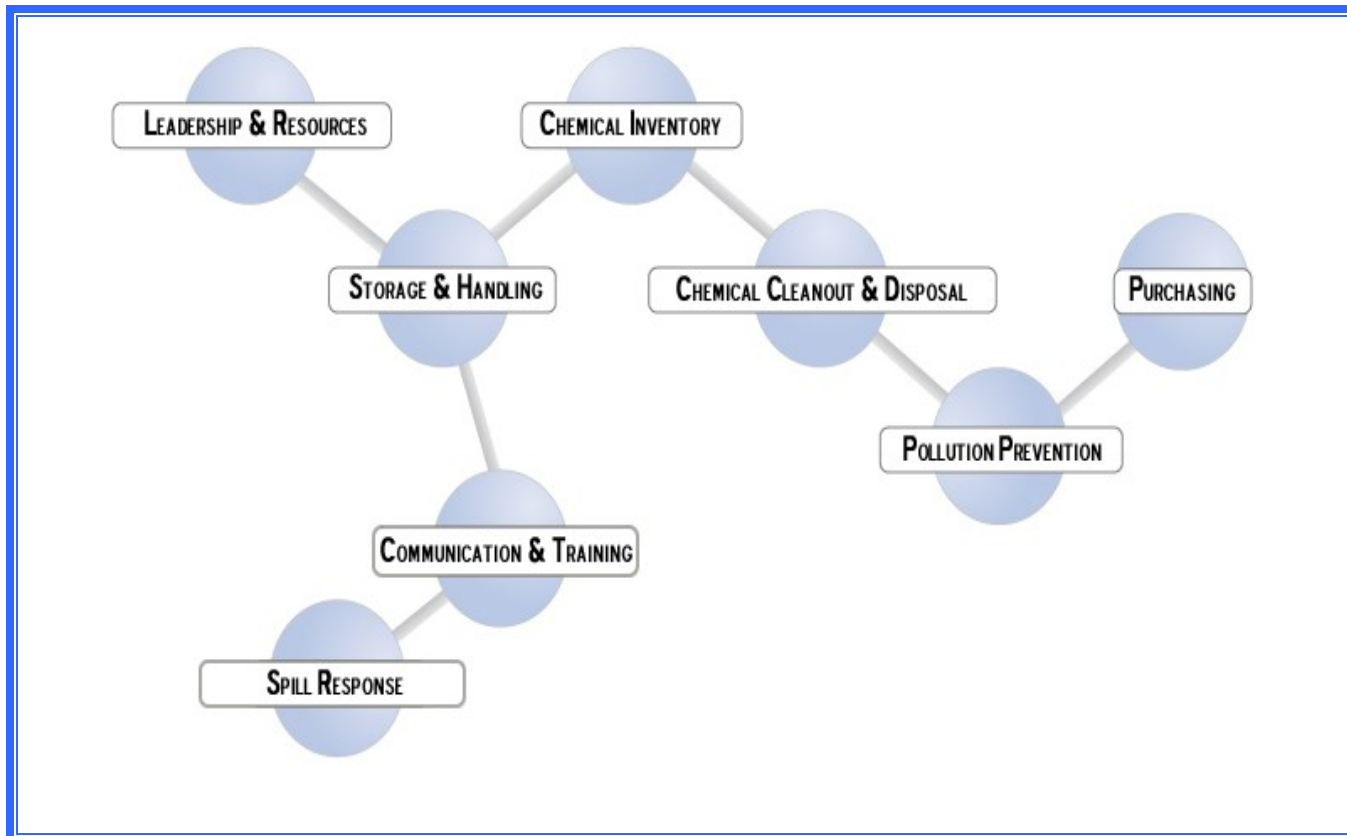 Leadership & Resources
Chemical Inventory
Storage & Handling
Chemical Cleanout & Disposal
Purchasing
Pollution Prevention
Communication & Training
Spill Response